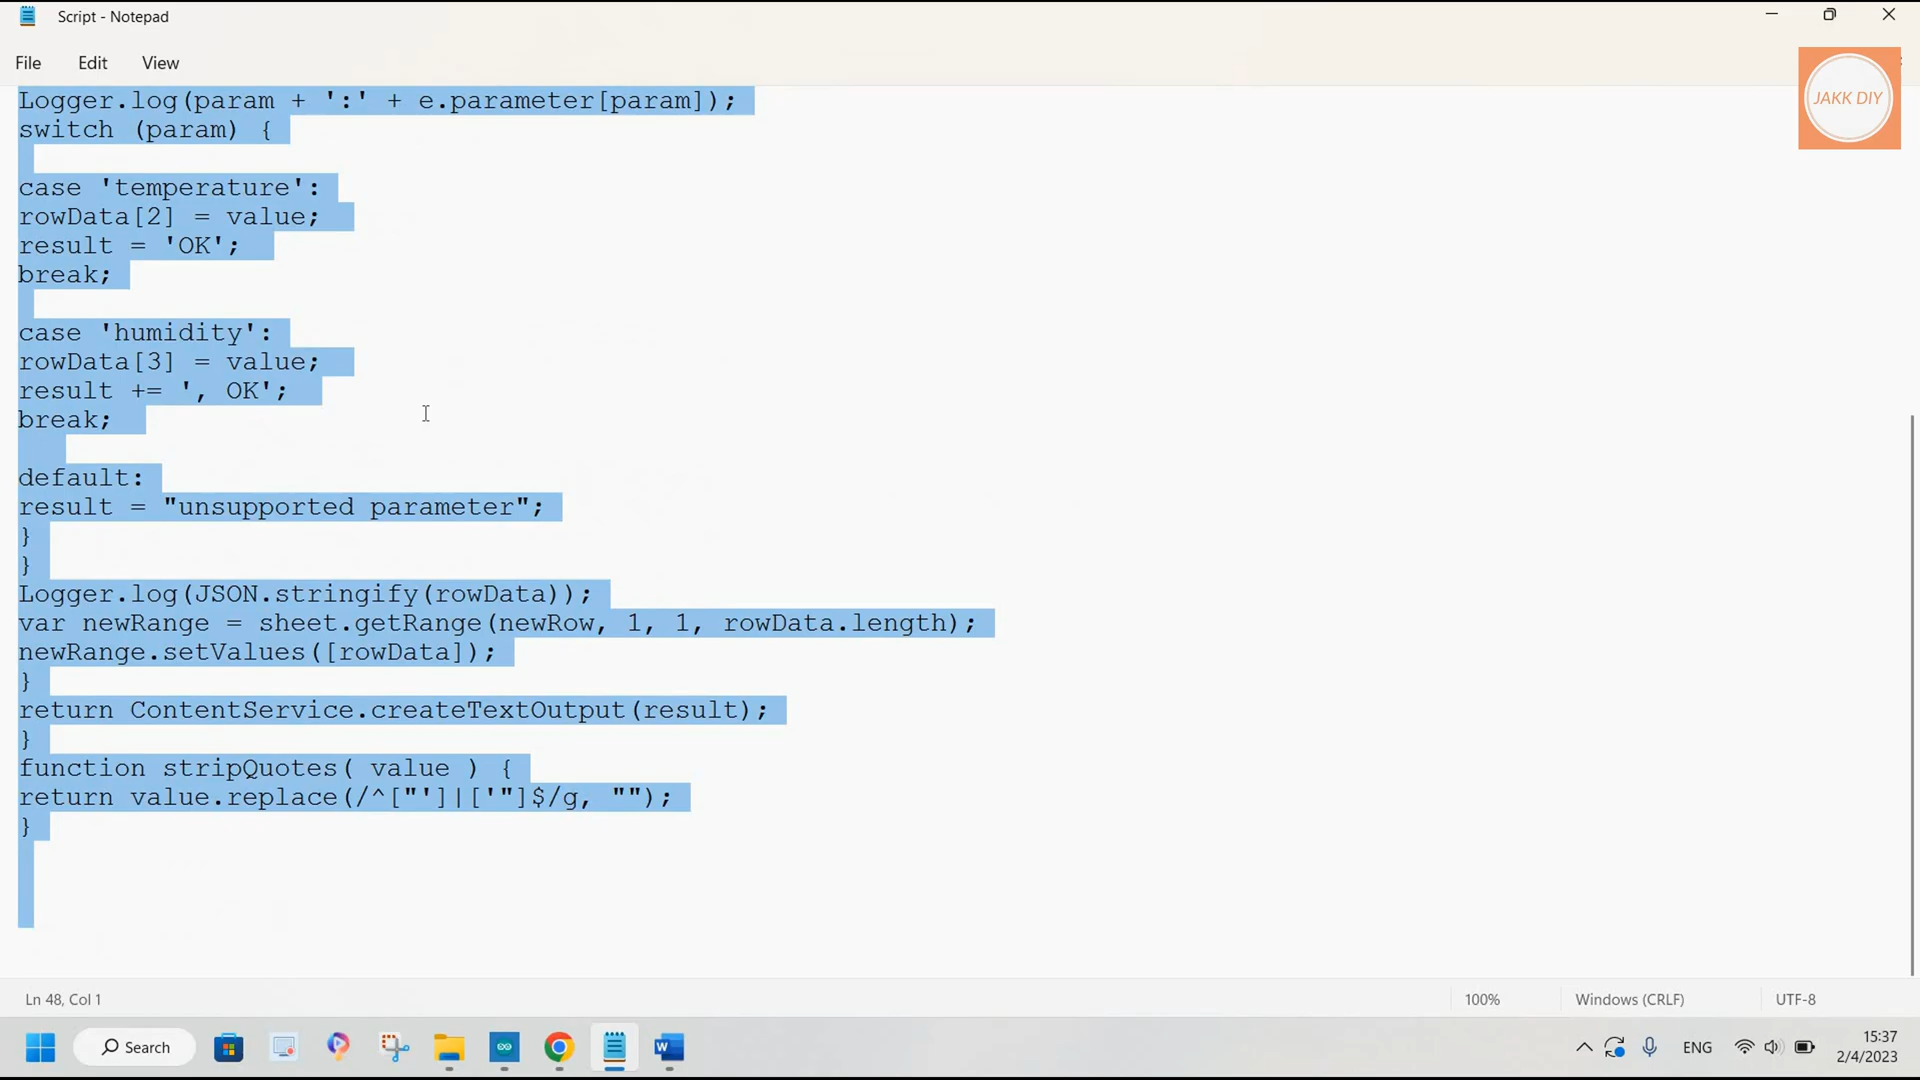 Script - Notepad
File Edit View
JAKK DIY
Logger.log(param + ':' + e.parameter[param]);
switch (param) {
case 'temperature':
rowData[2] = value;
result = 'OK';
break;
case 'humidity':
rowData[3] = value;
result += ', OK';
break;
default:
result = "unsupported parameter";
}
}
Logger.log(JSON.stringify(rowData));
var newRange = sheet.getRange(newRow, 1, 1, rowData.length);
newRange.setValues([rowData]);
}
return ContentService.createTextOutput(result);
}
function stripQuotes( value ) {
return value.replace(/^["']|['"]$/g, "");
}
Ln 48, Col 1 100% Windows (CRLF) UTF-8
Search ENG 15:37
2/4/2023